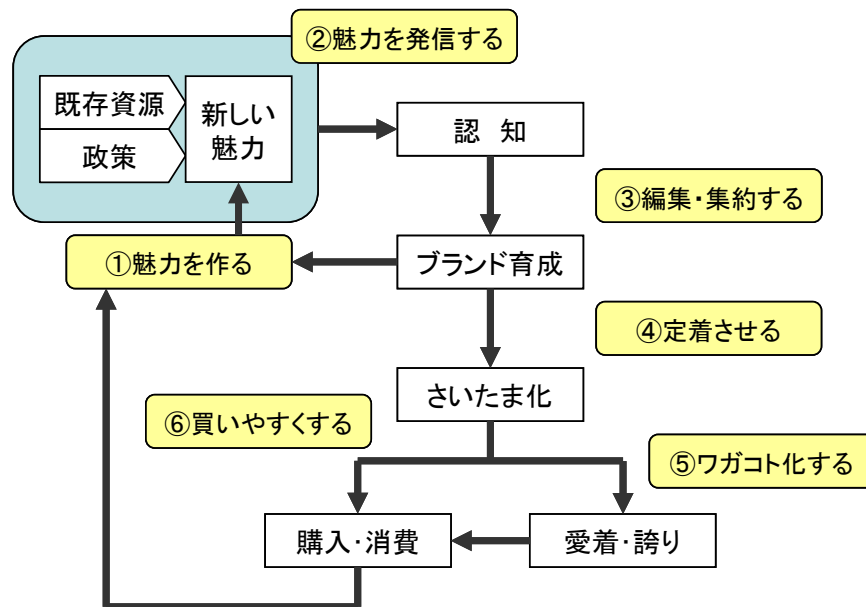 ②魅力を発信する
既存資源
政策
新しい
魅力
認　知
③編集・集約する
①魅力を作る
ブランド育成
④定着させる
さいたま化
⑥買いやすくする
⑤ワガコト化する
購入・消費
愛着・誇り